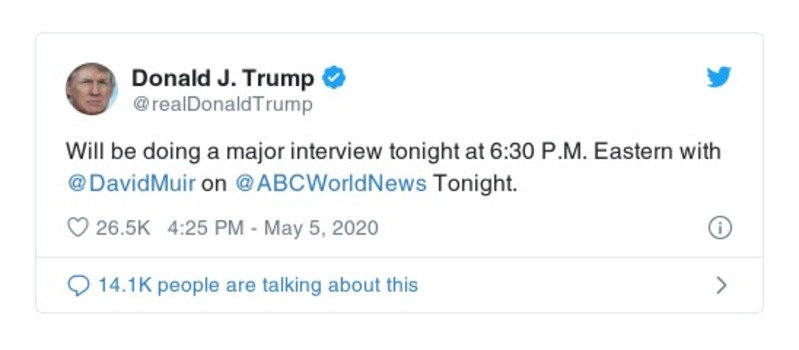 Donald J. Trump
@realDonaldTrump
Will be doing a major interview tonight at 6:30 P.M. Eastern with
@DavidMuir on @ABCWorldNews Tonight.
26.5K 4:25 PM - May 5, 2020
14.1K people are talking about this